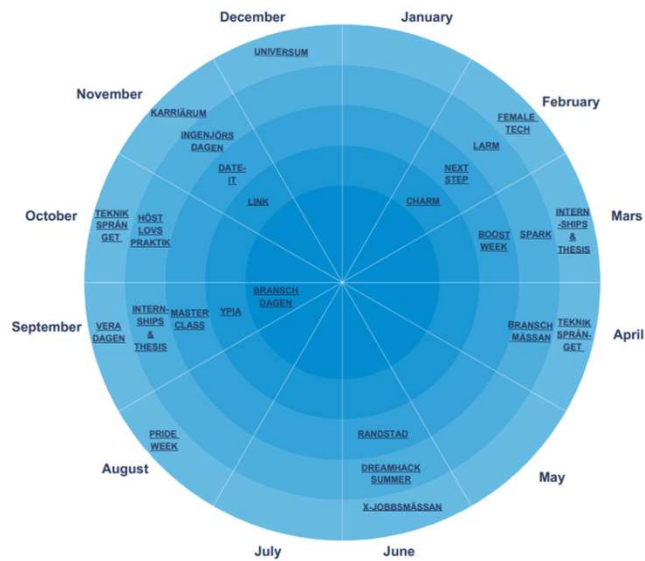 December
January
UNIVERSUM
November
KARRIÄRUM
INGENJÖRS
DAGEN
DATE-
IT
LINK
February
FEMALE
TECH
LARM
NEXT
STEP
CHARM
October
TEKNIK
SPRÅN
GET
HÖST
LOVS
PRAKTIK
Mars
INTERN
-SHIPS
&
THESIS
SPARK
BOOST
WEEK
September
VERA
DAGEN
INTERN-
SHIPS
&
THESIS
MASTER
CLASS
YPIA
BRANSCH
DAGEN
April
BRANSCH
MÄSSAN
TEKNIK
SPRÅN-
GET
August
PRIDE
WEEK
May
RANDSTAD
DREAMHACK
SUMMER
X-JOBBSMÄSSAN
July
June